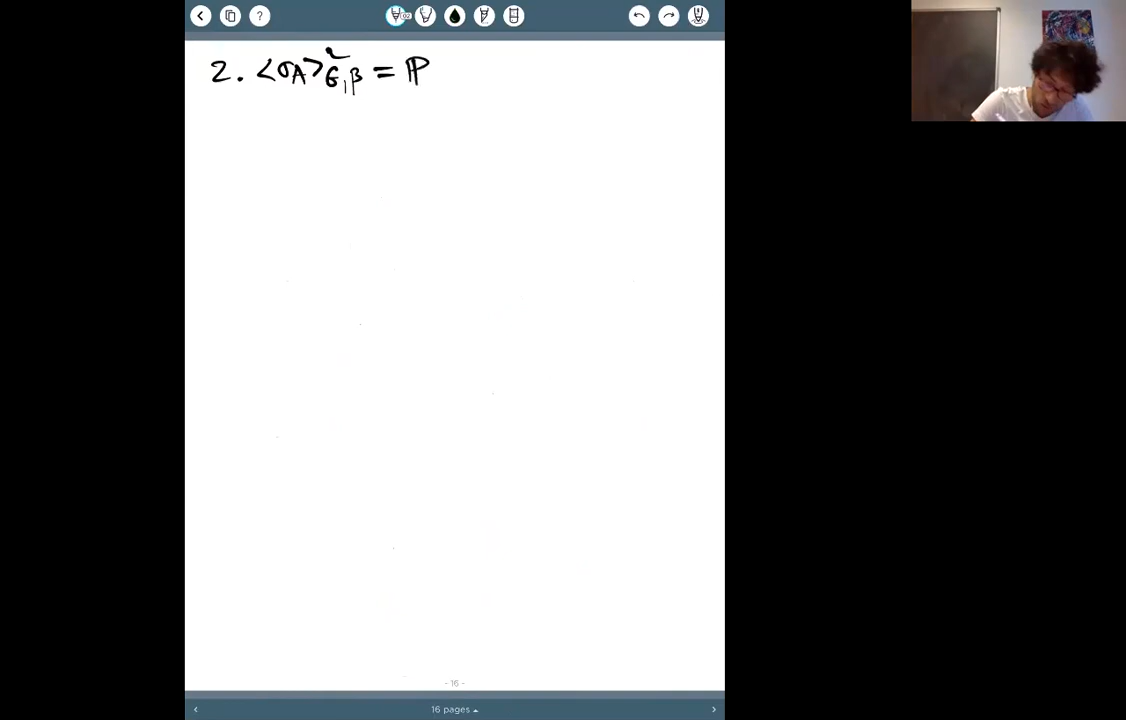 ?
2. <σA>²G,β = ℙ
- 16 -
16 pages